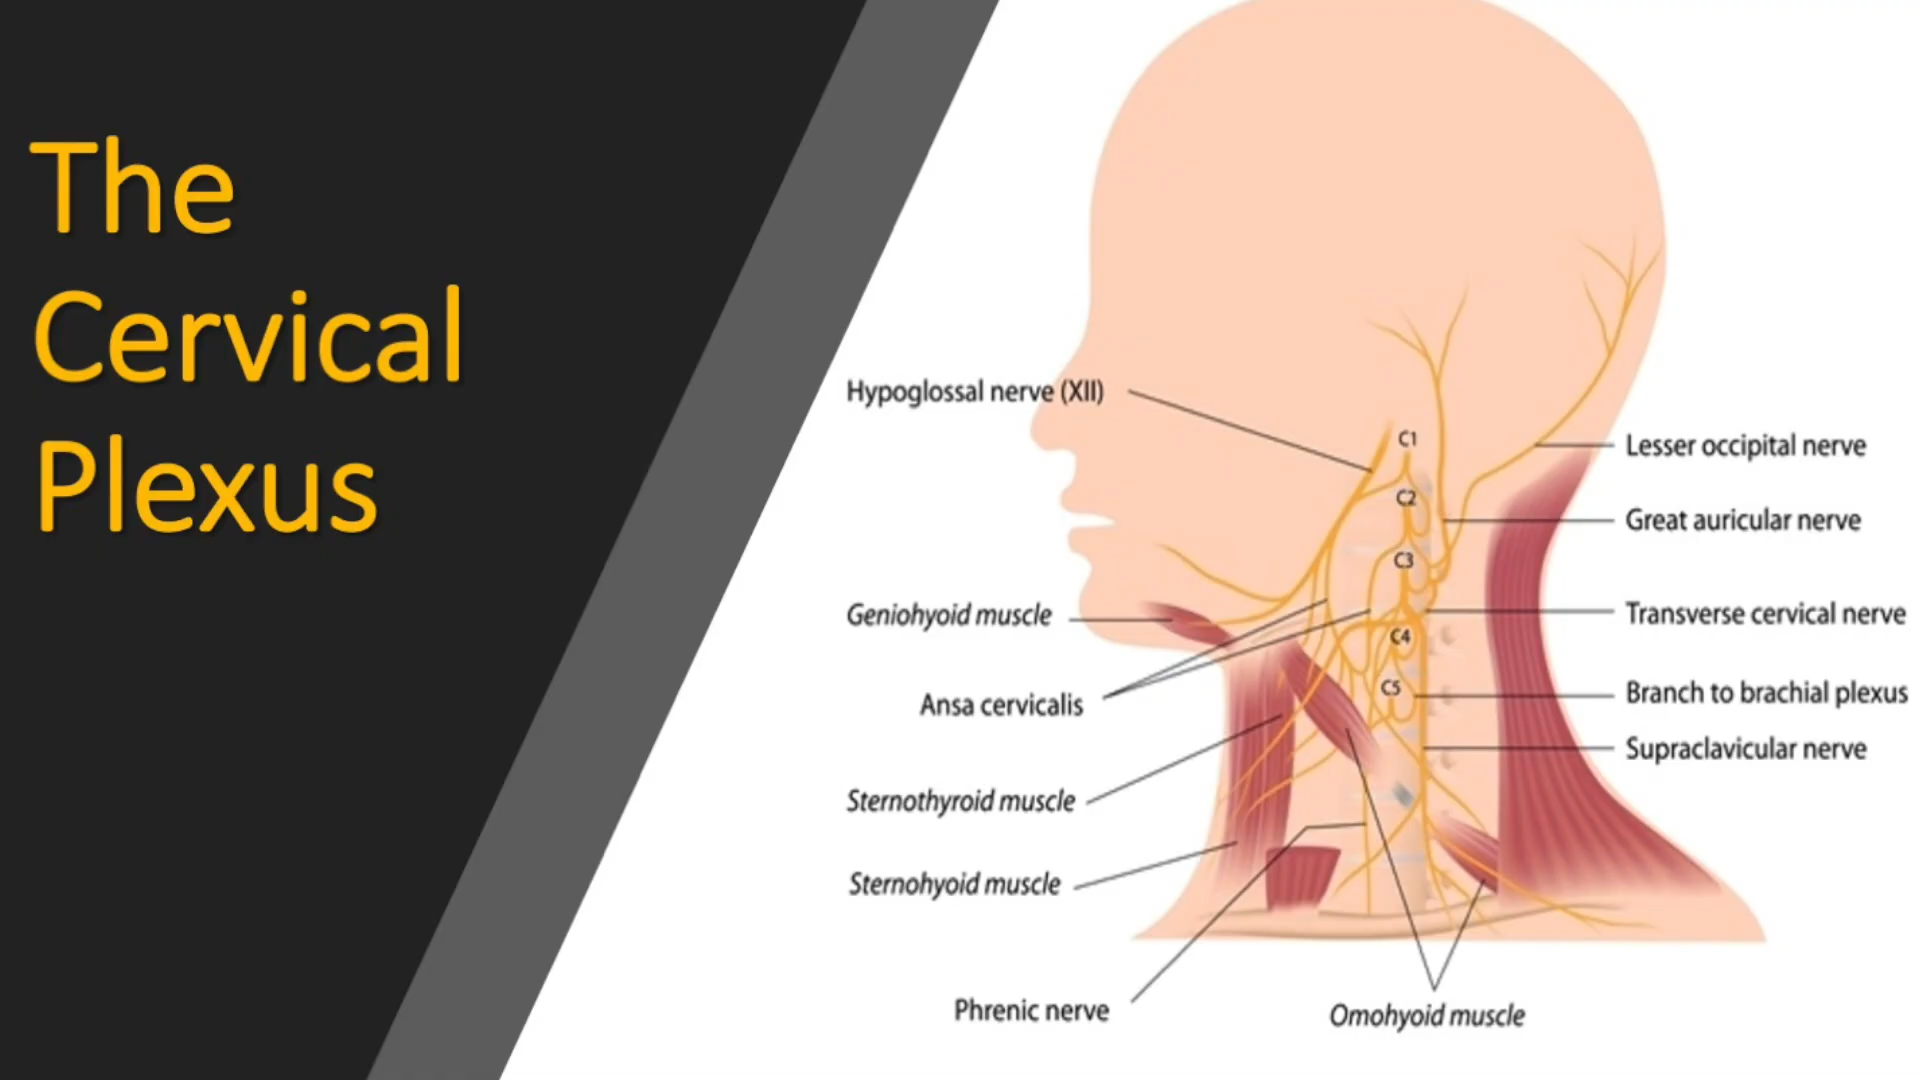 The
Cervical
Plexus
Hypoglossal nerve (XII)
C1
Lesser occipital nerve
C2
Great auricular nerve
C3
Geniohyoid muscle
Transverse cervical nerve
C4
Ansa cervicalis
C5
Branch to brachial plexus
Supraclavicular nerve
Sternothyroid muscle
Sternohyoid muscle
Phrenic nerve
Omohyoid muscle